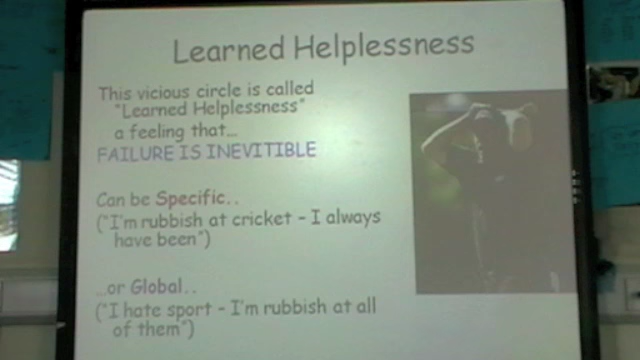 Learned Helplessness
This vicious circle is called
"Learned Helplessness"
a feeling that...
FAILURE IS INEVITIBLE
Can be Specific..
("I'm rubbish at cricket - I always
have been")
...or Global..
("I hate sport - I'm rubbish at all
of them")